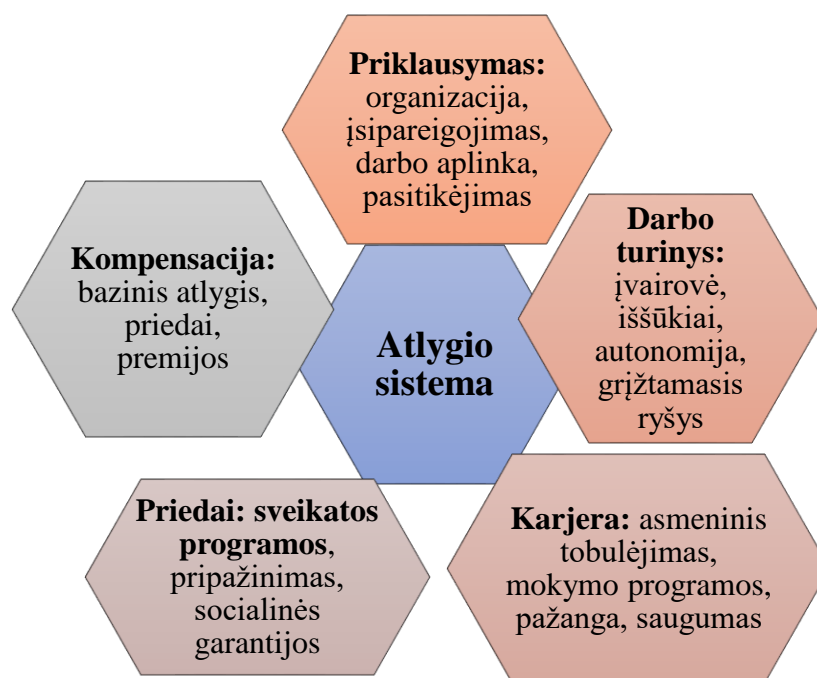 Priklausymas:
organizacija,
įsipareigojimas,
darbo aplinka,
pasitikėjimas
Kompensacija:
bazinis atlygis,
priedai,
premijos
Darbo
turinys:
įvairovė,
iššūkiai,
autonomija,
grįžtamasis
ryšys
Atlygio
sistema
Priedai: sveikatos
programos,
pripažinimas,
socialinės
garantijos
Karjera: asmeninis
tobulėjimas,
mokymo programos,
pažanga, saugumas